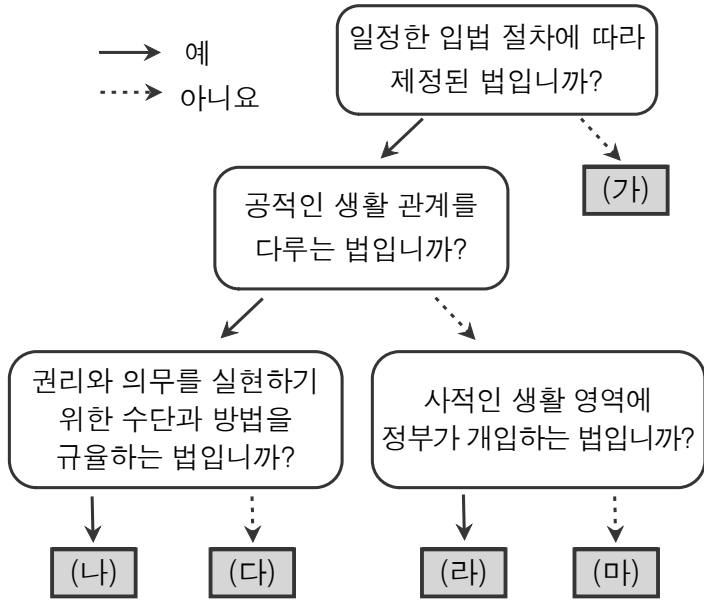 예
아니요
일정한 입법 절차에 따라
제정된 법입니까?
(가)
공적인 생활 관계를
다루는 법입니까?
권리와 의무를 실현하기
위한 수단과 방법을
규율하는 법입니까?
사적인 생활 영역에
정부가 개입하는 법입니까?
(나)
(다)
(라)
(마)